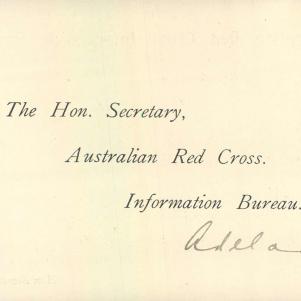 The Hon. Secretary,
Australian Red Cross.
Information Bureau.
Adela